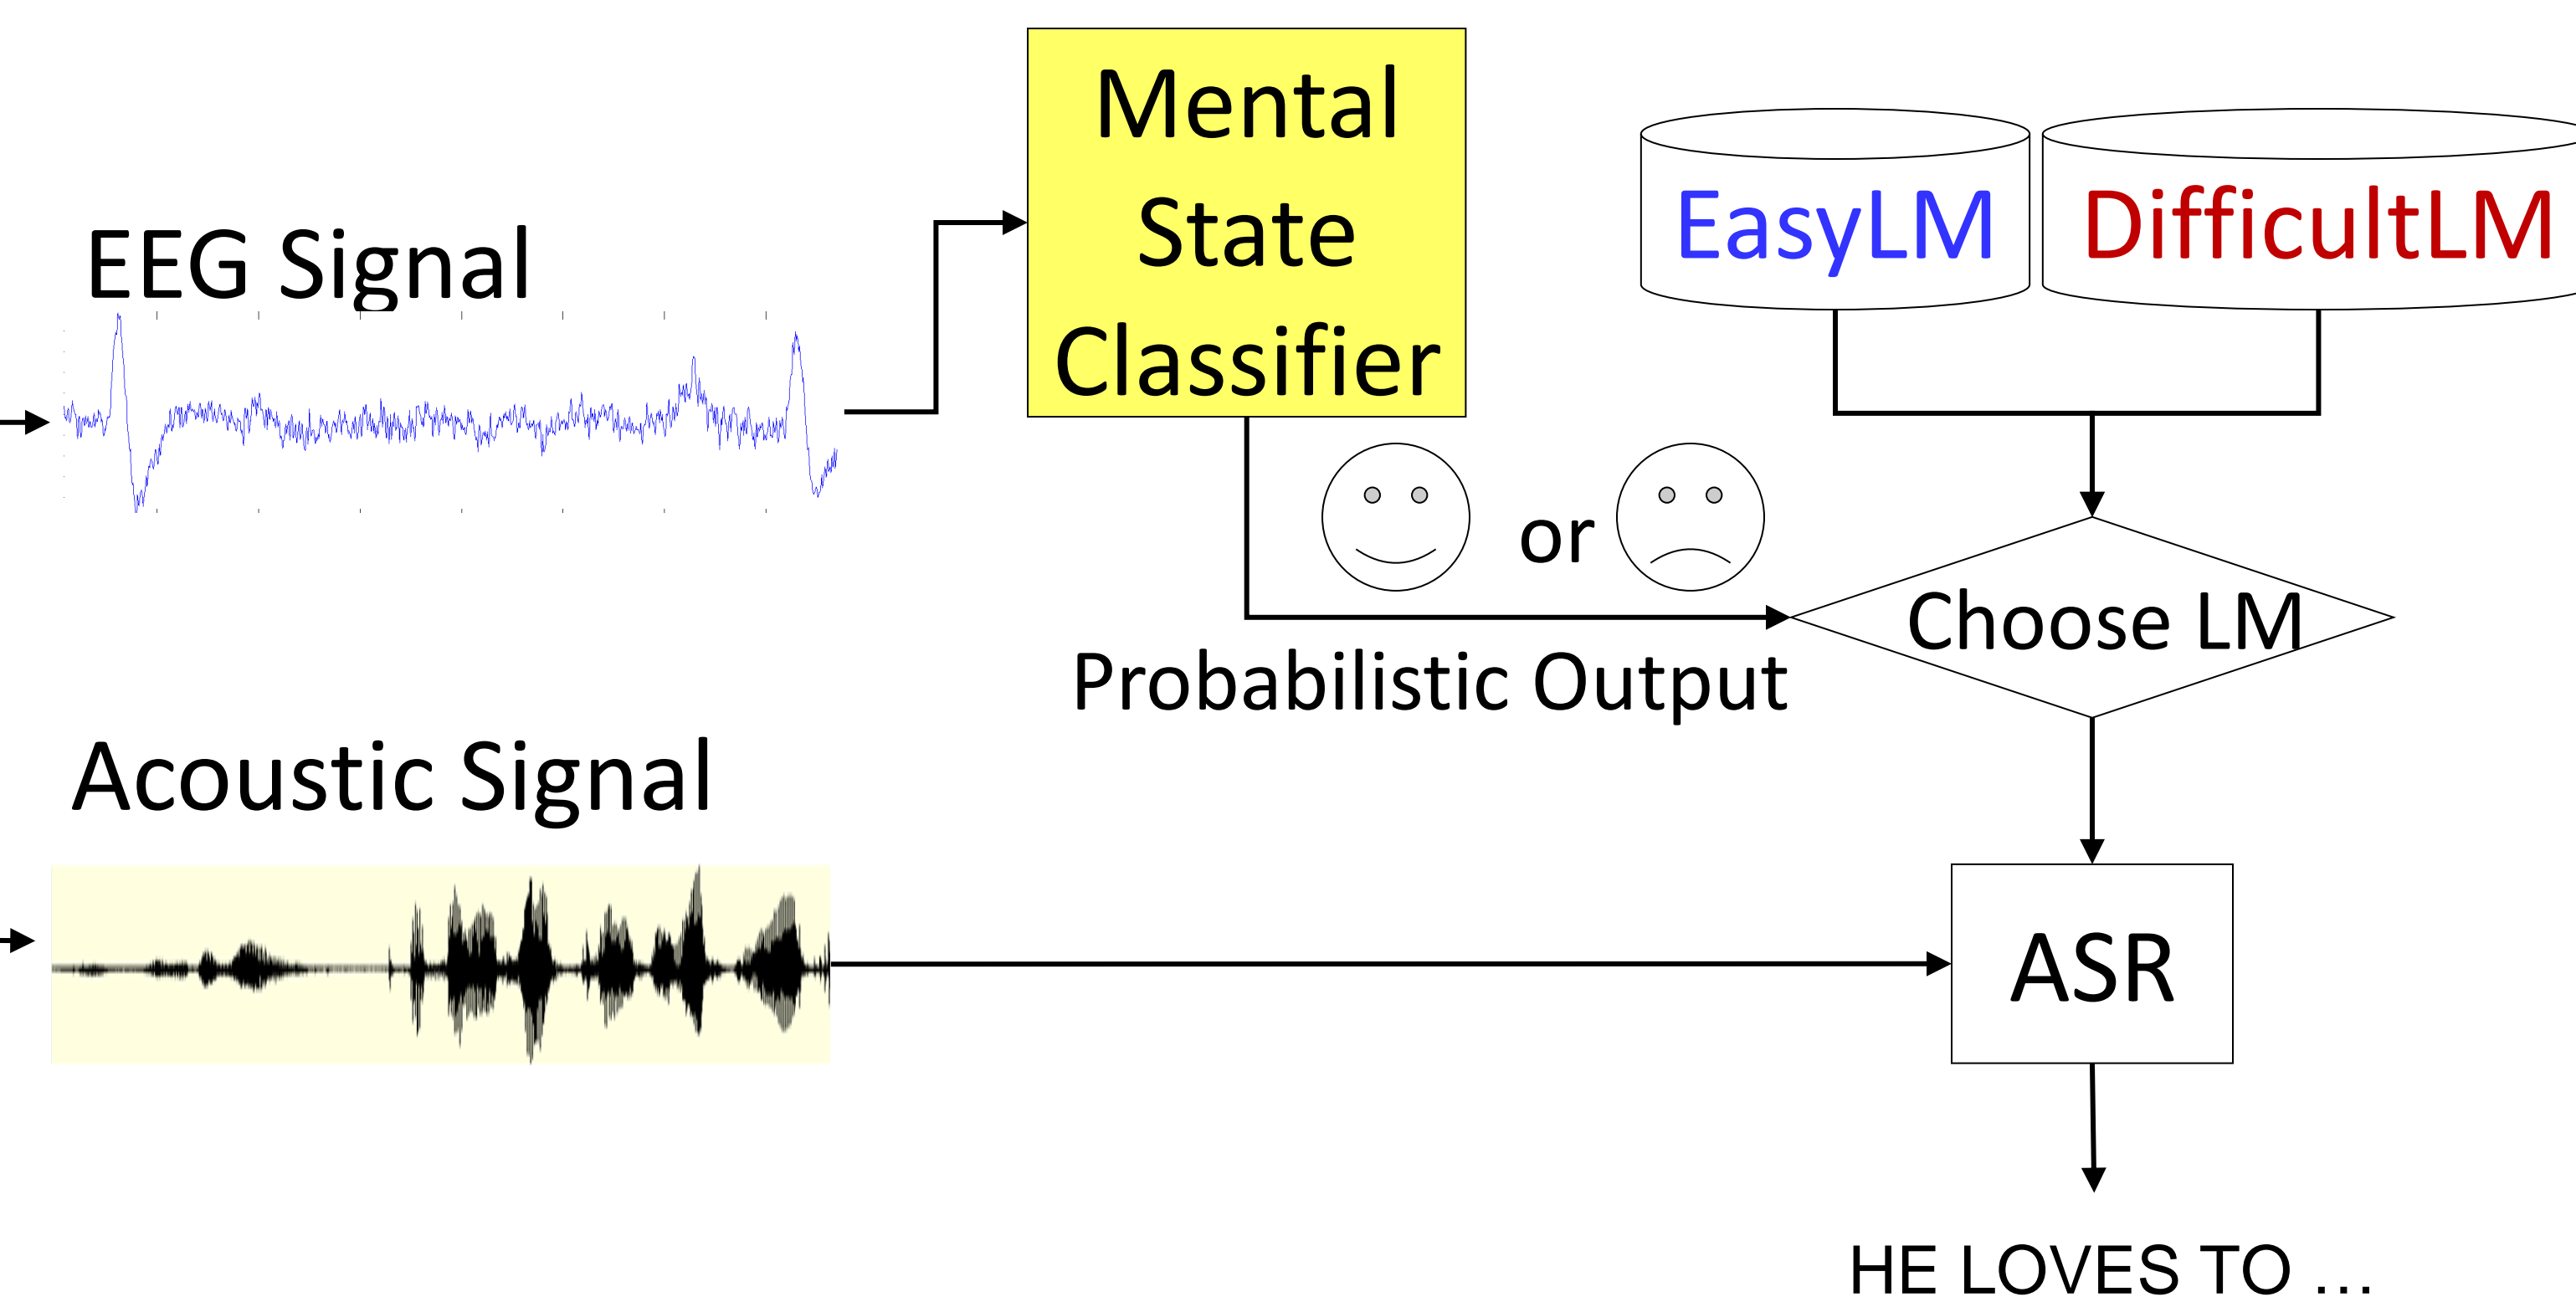 EEG Signal
Mental
State
Classifier
EasyLM
DifficultLM
or
Choose LM
Probabilistic Output
Acoustic Signal
ASR
HE LOVES TO …